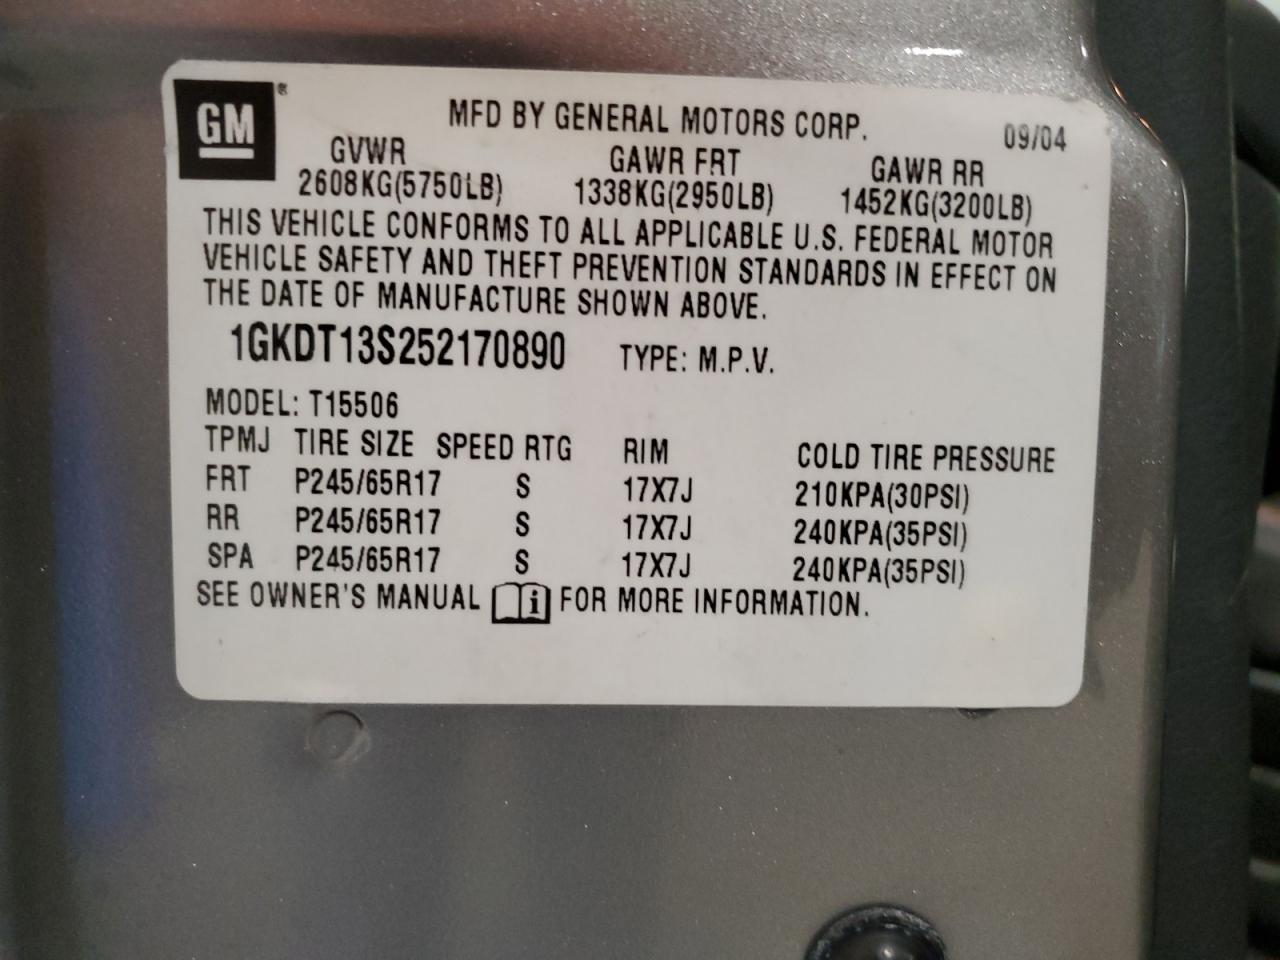 GM ®
MFD BY GENERAL MOTORS CORP. 09/04
GVWR GAWR FRT GAWR RR
2608KG(5750LB) 1338KG(2950LB) 1452KG(3200LB)
THIS VEHICLE CONFORMS TO ALL APPLICABLE U.S. FEDERAL MOTOR
VEHICLE SAFETY AND THEFT PREVENTION STANDARDS IN EFFECT ON
THE DATE OF MANUFACTURE SHOWN ABOVE.
1GKDT13S252170890 TYPE: M.P.V.
MODEL: T15506
TPMJ TIRE SIZE SPEED RTG RIM COLD TIRE PRESSURE
FRT P245/65R17 S 17X7J 210KPA(30PSI)
RR P245/65R17 S 17X7J 240KPA(35PSI)
SPA P245/65R17 S 17X7J 240KPA(35PSI)
SEE OWNER'S MANUAL i FOR MORE INFORMATION.